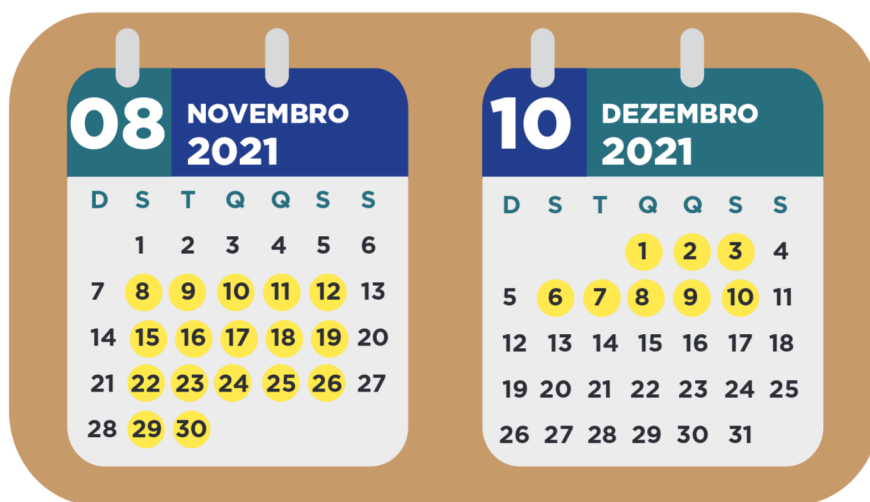 08 NOVEMBRO
2021
D S T Q Q S S
1 2 3 4 5 6
7 8 9 10 11 12 13
14 15 16 17 18 19 20
21 22 23 24 25 26 27
28 29 30
10 DEZEMBRO
2021
D S T Q Q S S
1 2 3 4
5 6 7 8 9 10 11
12 13 14 15 16 17 18
19 20 21 22 23 24 25
26 27 28 29 30 31